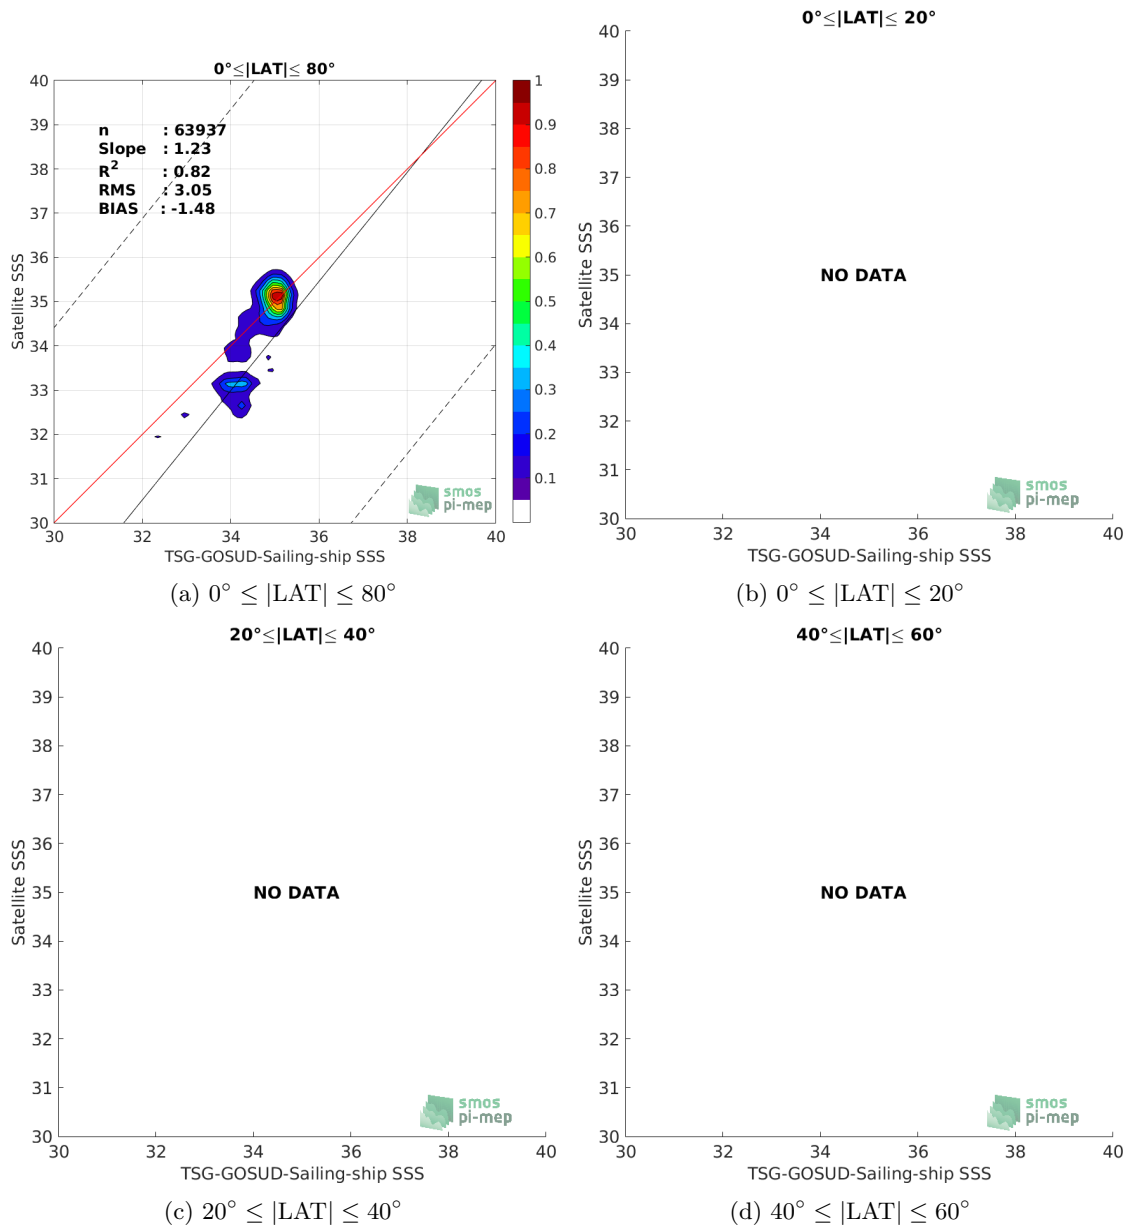 0°≤|LAT|≤ 80°
40
39
38
37
36
35
34
33
32
31
30
Satellite SSS
n : 63937
Slope : 1.23
R2 : 0.82
RMS : 3.05
BIAS : -1.48
1
0.9
0.8
0.7
0.6
0.5
0.4
0.3
0.2
0.1
smos
pi-mep
30 32 34 36 38 40
TSG-GOSUD-Sailing-ship SSS
(a) 0° ≤ |LAT| ≤ 80°
0°≤|LAT|≤ 20°
40
39
38
37
36
35
34
33
32
31
30
Satellite SSS
NO DATA
smos
pi-mep
30 32 34 36 38 40
TSG-GOSUD-Sailing-ship SSS
(b) 0° ≤ |LAT| ≤ 20°
20°≤|LAT|≤ 40°
40
39
38
37
36
35
34
33
32
31
30
Satellite SSS
NO DATA
smos
pi-mep
30 32 34 36 38 40
TSG-GOSUD-Sailing-ship SSS
(c) 20° ≤ |LAT| ≤ 40°
40°≤|LAT|≤ 60°
40
39
38
37
36
35
34
33
32
31
30
Satellite SSS
NO DATA
smos
pi-mep
30 32 34 36 38 40
TSG-GOSUD-Sailing-ship SSS
(d) 40° ≤ |LAT| ≤ 60°